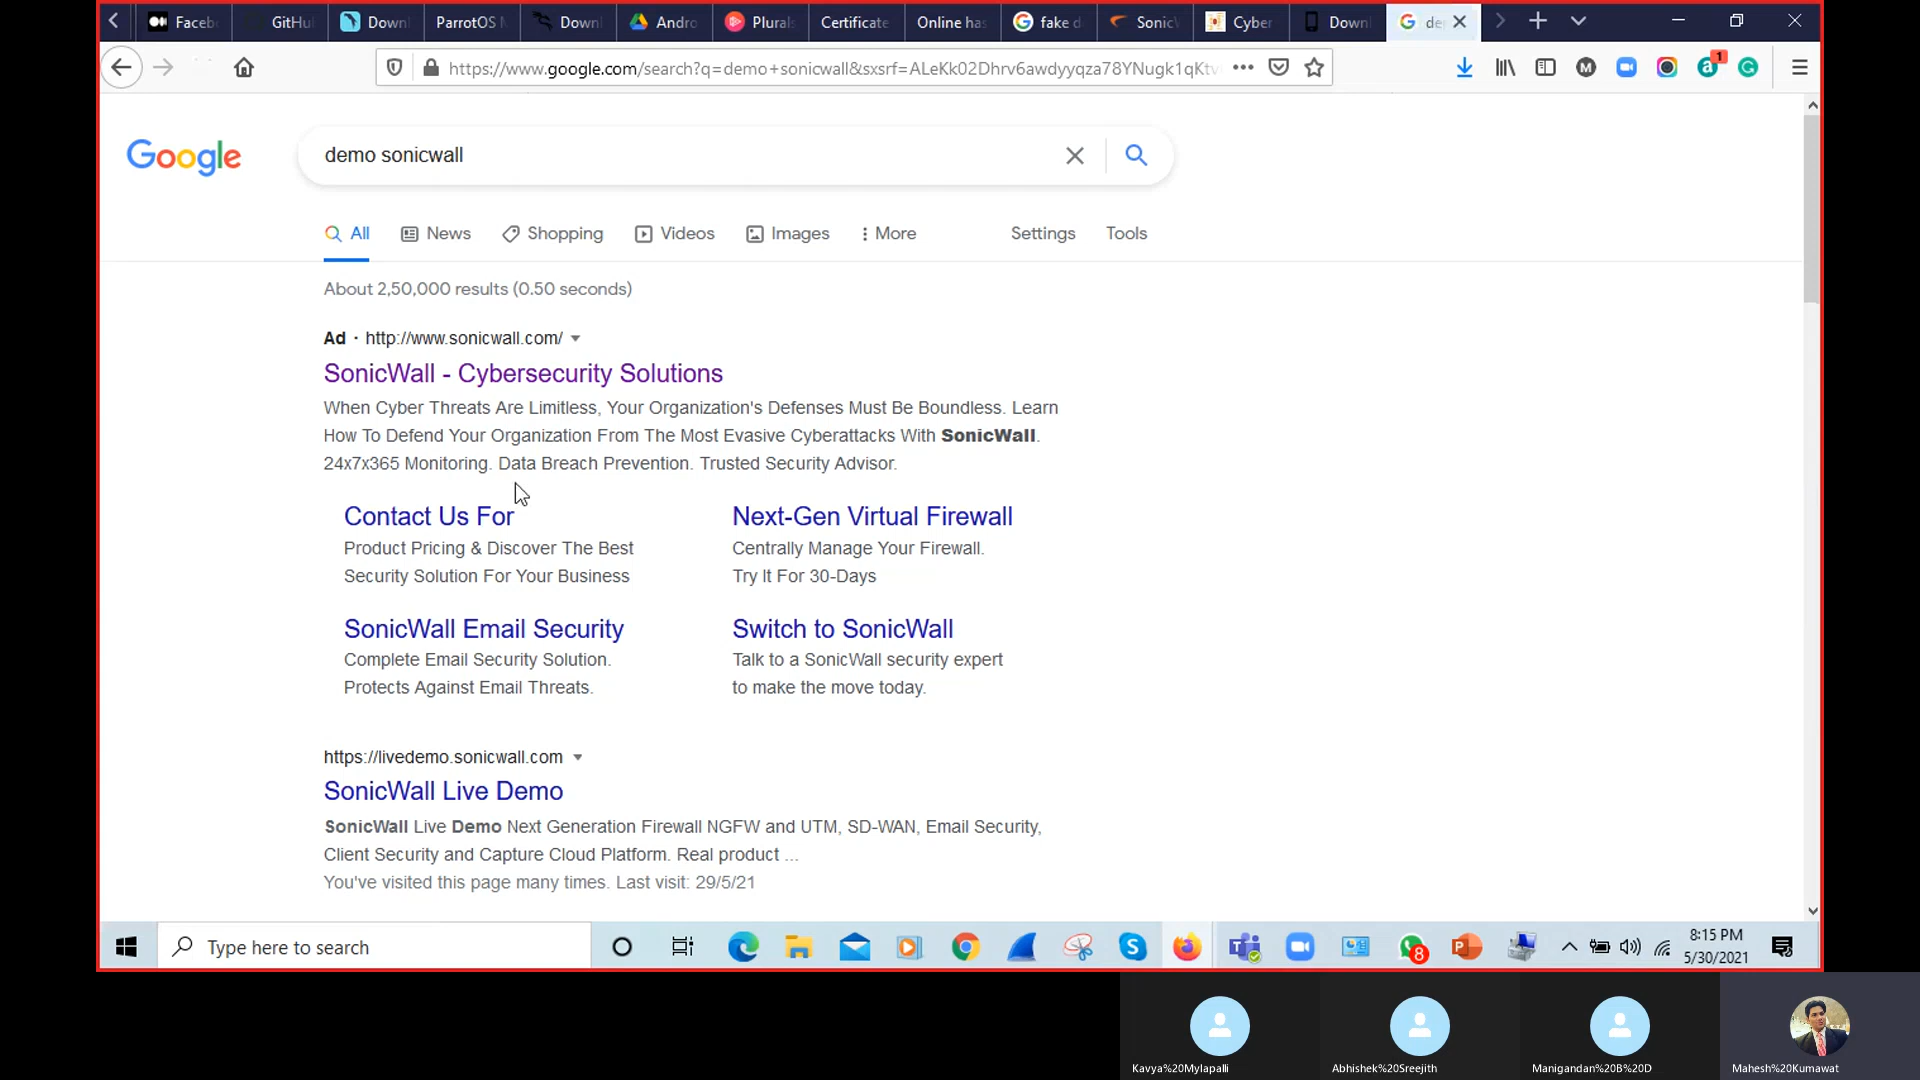 Faceb
GitHu
Down
ParrotOS
Down
Andro
Plurals
Certificate
Online has
fake d
Sonic
Cyber
Down
de
https://www.google.com/search?q=demo+sonicwall&sxsrf=ALeKk02Dhrv6awdyyqza78YNugk1qKtv
Google
demo sonicwall
All
News
Shopping
Videos
Images
More
Settings
Tools
About 2,50,000 results (0.50 seconds)
Ad · http://www.sonicwall.com/
SonicWall - Cybersecurity Solutions
When Cyber Threats Are Limitless, Your Organization's Defenses Must Be Boundless. Learn
How To Defend Your Organization From The Most Evasive Cyberattacks With SonicWall.
24x7x365 Monitoring. Data Breach Prevention. Trusted Security Advisor.
Contact Us For
Product Pricing & Discover The Best
Security Solution For Your Business
Next-Gen Virtual Firewall
Centrally Manage Your Firewall.
Try It For 30-Days
SonicWall Email Security
Complete Email Security Solution.
Protects Against Email Threats.
Switch to SonicWall
Talk to a SonicWall security expert
to make the move today.
https://livedemo.sonicwall.com
SonicWall Live Demo
SonicWall Live Demo Next Generation Firewall NGFW and UTM, SD-WAN, Email Security,
Client Security and Capture Cloud Platform. Real product ...
You've visited this page many times. Last visit: 29/5/21
Type here to search
8
8:15 PM
5/30/2021
Kavya%20Mylapalli
Abhishek%20Sreejith
Manigandan%20B%20D
Mahesh%20Kumawat